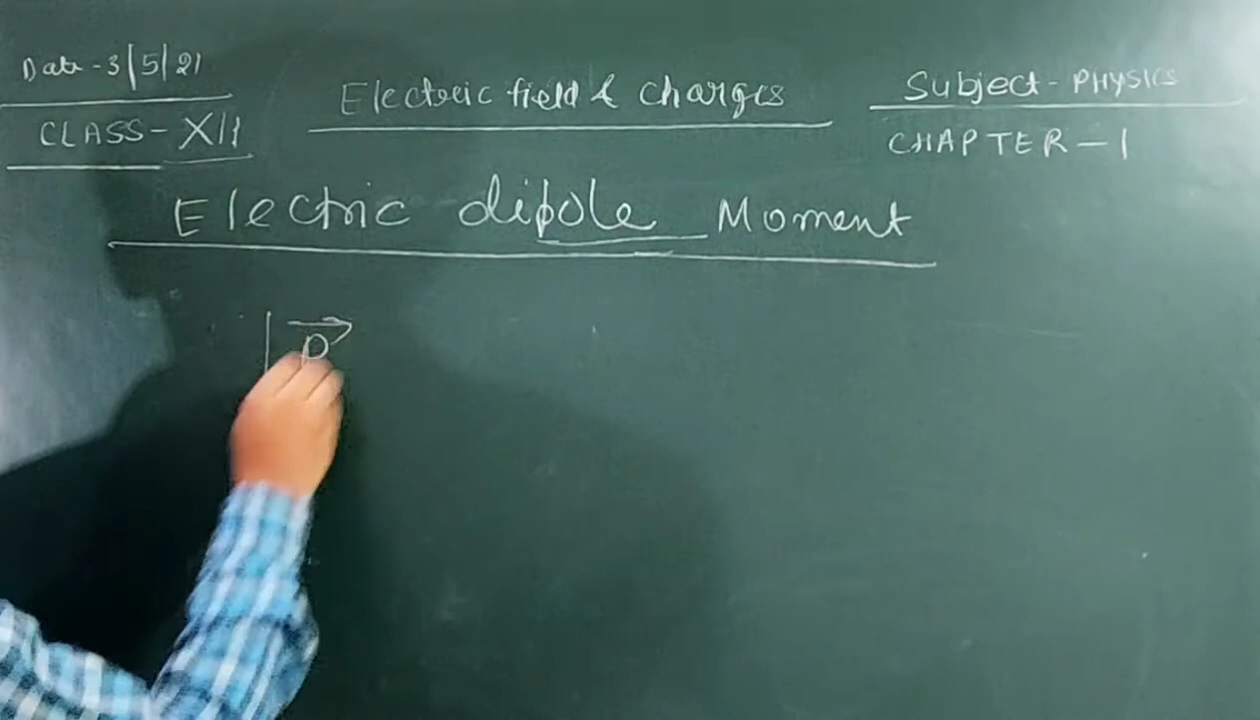 Date - 3/5/21
Electric field & charges
Subject - PHYSICS
CLASS - XII
CHAPTER - 1
Electric dipole Moment
|p⃗